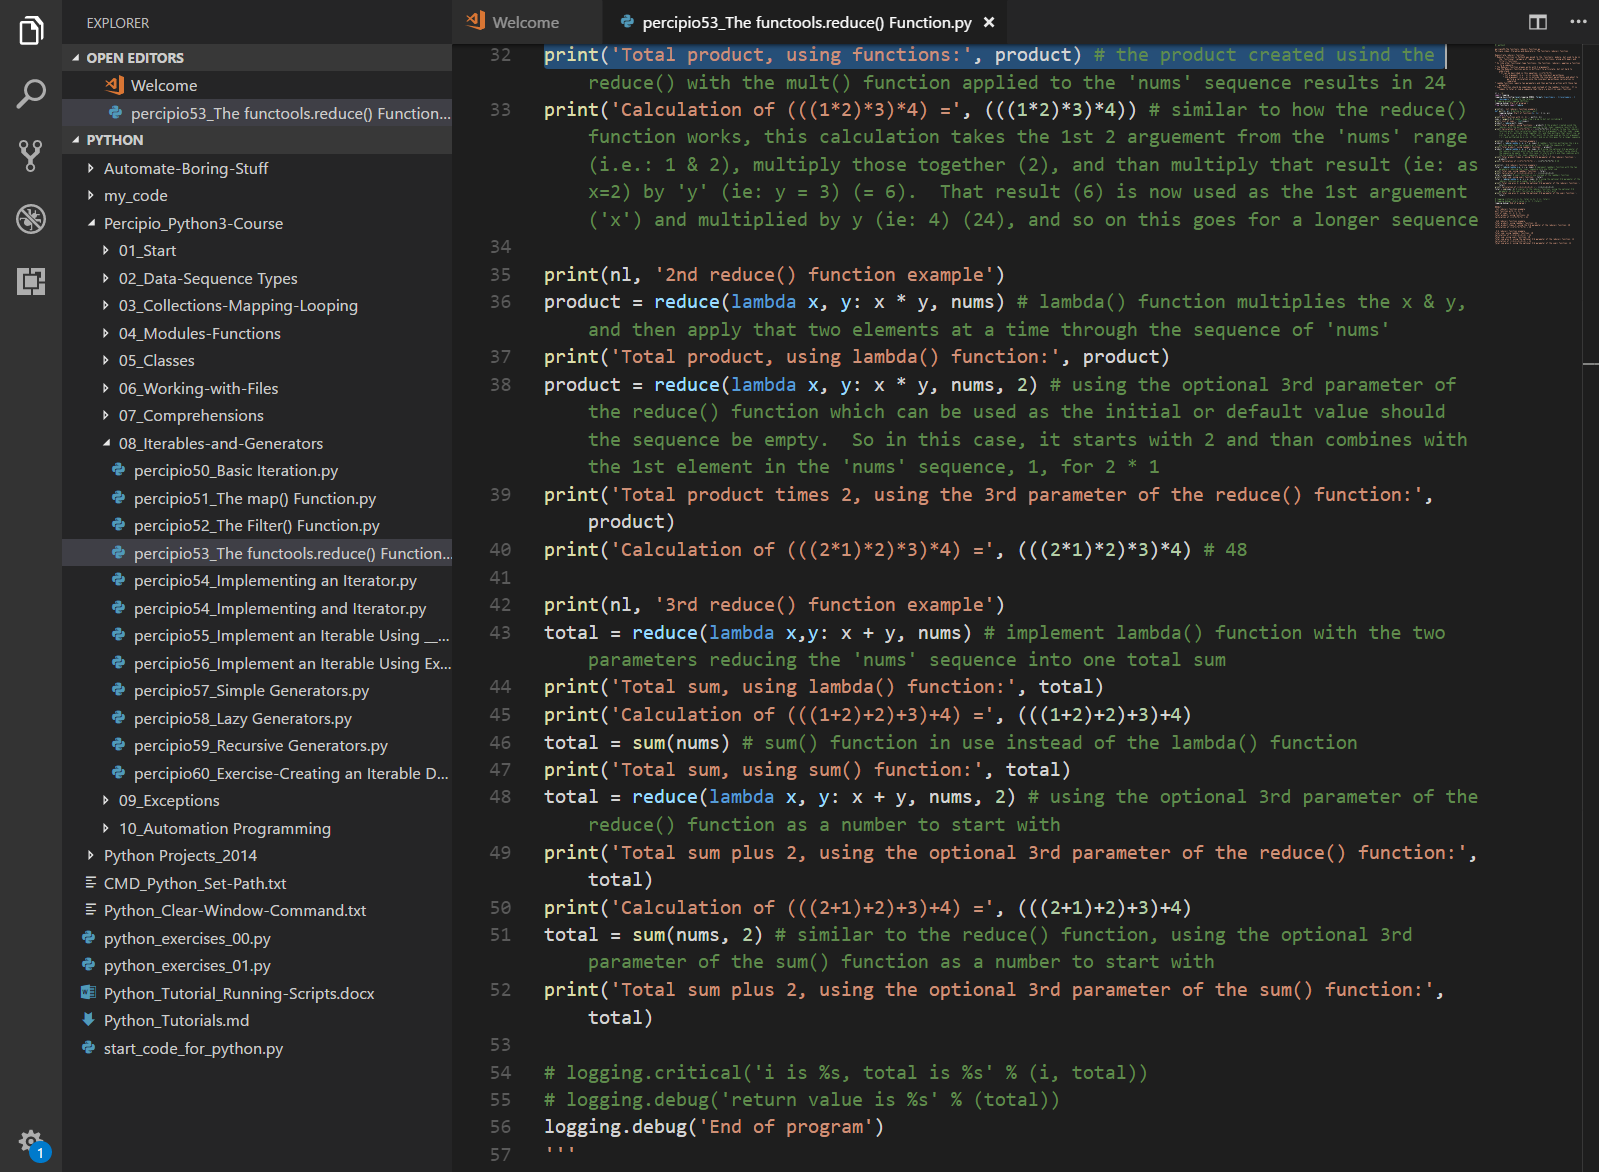 EXPLORER
OPEN EDITORS
Welcome
percipio53_The functools.reduce() Function...
PYTHON
Automate-Boring-Stuff
my_code
Percipio_Python3-Course
01_Start
02_Data-Sequence Types
03_Collections-Mapping-Looping
04_Modules-Functions
05_Classes
06_Working-with-Files
07_Comprehensions
08_Iterables-and-Generators
percipio50_Basic Iteration.py
percipio51_The map() Function.py
percipio52_The Filter() Function.py
percipio53_The functools.reduce() Function...
percipio54_Implementing an Iterator.py
percipio54_Implementing and Iterator.py
percipio55_Implement an Iterable Using __...
percipio56_Implement an Iterable Using Ex...
percipio57_Simple Generators.py
percipio58_Lazy Generators.py
percipio59_Recursive Generators.py
percipio60_Exercise-Creating an Iterable D...
09_Exceptions
10_Automation Programming
Python Projects_2014
CMD_Python_Set-Path.txt
Python_Clear-Window-Command.txt
python_exercises_00.py
python_exercises_01.py
Python_Tutorial_Running-Scripts.docx
Python_Tutorials.md
start_code_for_python.py
1
Welcome
percipio53_The functools.reduce() Function.py
32 print('Total product, using functions:', product) # the product created usind the
reduce() with the mult() function applied to the 'nums' sequence results in 24
33 print('Calculation of (((1*2)*3)*4) =', (((1*2)*3)*4)) # similar to how the reduce()
function works, this calculation takes the 1st 2 arguement from the 'nums' range
(i.e.: 1 & 2), multiply those together (2), and than multiply that result (ie: as
x=2) by 'y' (ie: y = 3) (= 6).  That result (6) is now used as the 1st arguement
('x') and multiplied by y (ie: 4) (24), and so on this goes for a longer sequence
34
35 print(nl, '2nd reduce() function example')
36 product = reduce(lambda x, y: x * y, nums) # lambda() function multiplies the x & y,
and then apply that two elements at a time through the sequence of 'nums'
37 print('Total product, using lambda() function:', product)
38 product = reduce(lambda x, y: x * y, nums, 2) # using the optional 3rd parameter of
the reduce() function which can be used as the initial or default value should
the sequence be empty.  So in this case, it starts with 2 and than combines with
the 1st element in the 'nums' sequence, 1, for 2 * 1
39 print('Total product times 2, using the 3rd parameter of the reduce() function:',
product)
40 print('Calculation of (((2*1)*2)*3)*4) =', (((2*1)*2)*3)*4) # 48
41
42 print(nl, '3rd reduce() function example')
43 total = reduce(lambda x,y: x + y, nums) # implement lambda() function with the two
parameters reducing the 'nums' sequence into one total sum
44 print('Total sum, using lambda() function:', total)
45 print('Calculation of (((1+2)+2)+3)+4) =', (((1+2)+2)+3)+4)
46 total = sum(nums) # sum() function in use instead of the lambda() function
47 print('Total sum, using sum() function:', total)
48 total = reduce(lambda x, y: x + y, nums, 2) # using the optional 3rd parameter of the
reduce() function as a number to start with
49 print('Total sum plus 2, using the optional 3rd parameter of the reduce() function:',
total)
50 print('Calculation of (((2+1)+2)+3)+4) =', (((2+1)+2)+3)+4)
51 total = sum(nums, 2) # similar to the reduce() function, using the optional 3rd
parameter of the sum() function as a number to start with
52 print('Total sum plus 2, using the optional 3rd parameter of the sum() function:',
total)
53
54 # logging.critical('i is %s, total is %s' % (i, total))
55 # logging.debug('return value is %s' % (total))
56 logging.debug('End of program')
57 '''